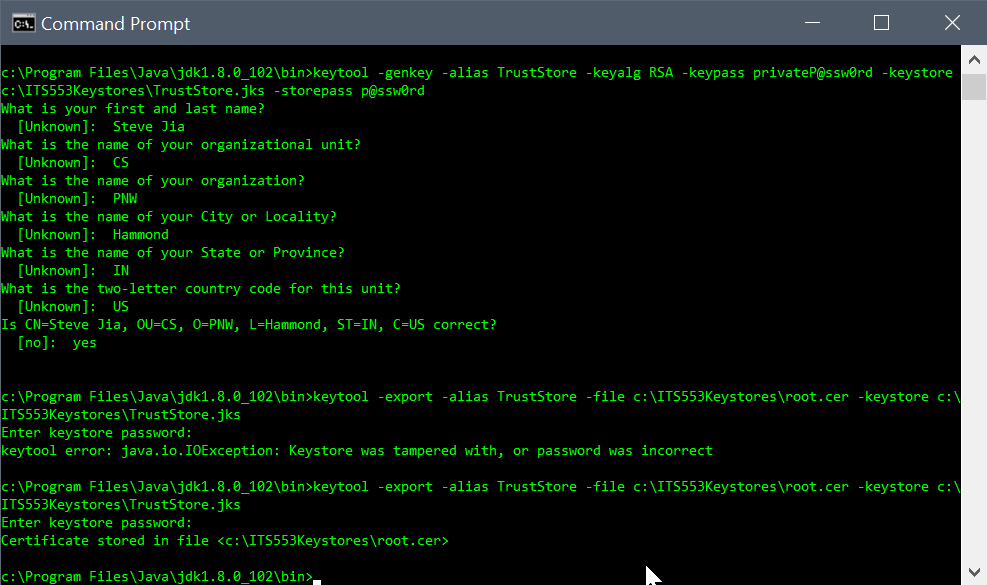 Command Prompt
c:\Program Files\Java\jdk1.8.0_102\bin>keytool -genkey -alias TrustStore -keyalg RSA -keypass privateP@ssw0rd -keystore
c:\ITS553Keystores\TrustStore.jks -storepass p@ssw0rd
What is your first and last name?
  [Unknown]:  Steve Jia
What is the name of your organizational unit?
  [Unknown]:  CS
What is the name of your organization?
  [Unknown]:  PNW
What is the name of your City or Locality?
  [Unknown]:  Hammond
What is the name of your State or Province?
  [Unknown]:  IN
What is the two-letter country code for this unit?
  [Unknown]:  US
Is CN=Steve Jia, OU=CS, O=PNW, L=Hammond, ST=IN, C=US correct?
  [no]:  yes
c:\Program Files\Java\jdk1.8.0_102\bin>keytool -export -alias TrustStore -file c:\ITS553Keystores\root.cer -keystore c:\
ITS553Keystores\TrustStore.jks
Enter keystore password:
keytool error: java.io.IOException: Keystore was tampered with, or password was incorrect
c:\Program Files\Java\jdk1.8.0_102\bin>keytool -export -alias TrustStore -file c:\ITS553Keystores\root.cer -keystore c:\
ITS553Keystores\TrustStore.jks
Enter keystore password:
Certificate stored in file <c:\ITS553Keystores\root.cer>
c:\Program Files\Java\jdk1.8.0_102\bin>